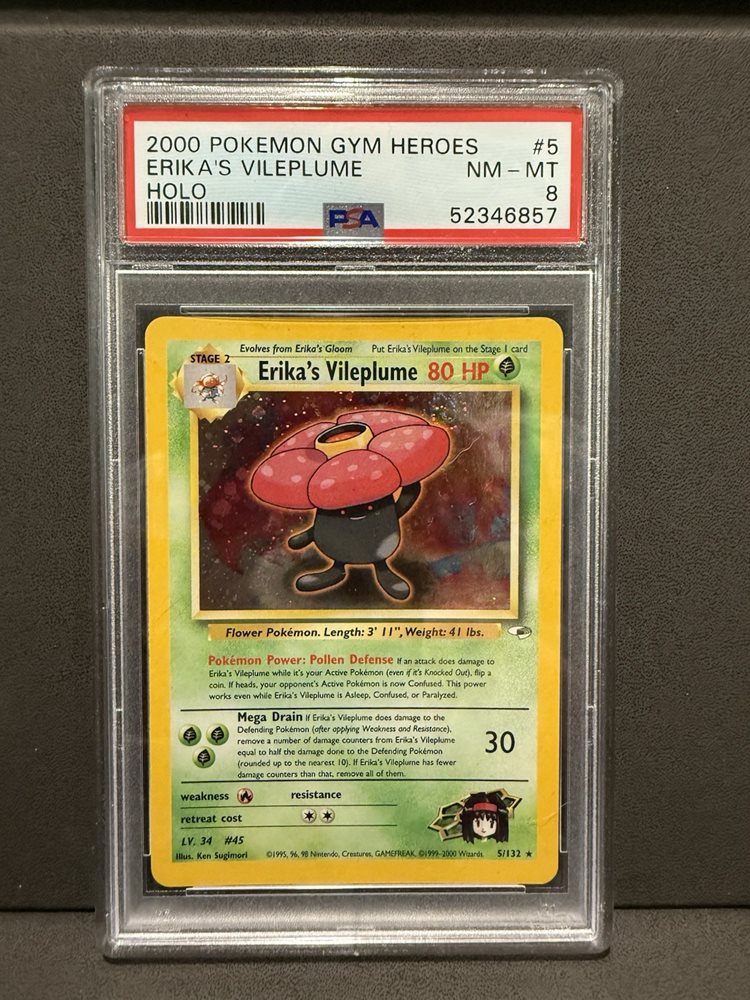 2000 POKEMON GYM HEROES #5
ERIKA'S VILEPLUME NM - MT
HOLO 8
PSA 52346857
Evolves from Erika's Gloom Put Erika's Vileplume on the Stage 1 card
STAGE 2
Erika's Vileplume 80 HP
Flower Pokémon. Length: 3' 11", Weight: 41 lbs.
Pokémon Power: Pollen Defense If an attack does damage to
Erika's Vileplume while it's your Active Pokémon (even if it's Knocked Out), flip a
coin. If heads, your opponent's Active Pokémon is now Confused. This power
works even while Erika's Vileplume is Asleep, Confused, or Paralyzed.
Mega Drain If Erika's Vileplume does damage to the
Defending Pokémon (after applying Weakness and Resistance),
remove a number of damage counters from Erika's Vileplume
equal to half the damage done to the Defending Pokémon
(rounded up to the nearest 10). If Erika's Vileplume has fewer
damage counters than that, remove all of them.
30
weakness resistance
retreat cost
LV. 34 #45
Illus. Ken Sugimori ©1995, 96, 98 Nintendo, Creatures, GAMEFREAK. ©1999-2000 Wizards. 5/132 ★